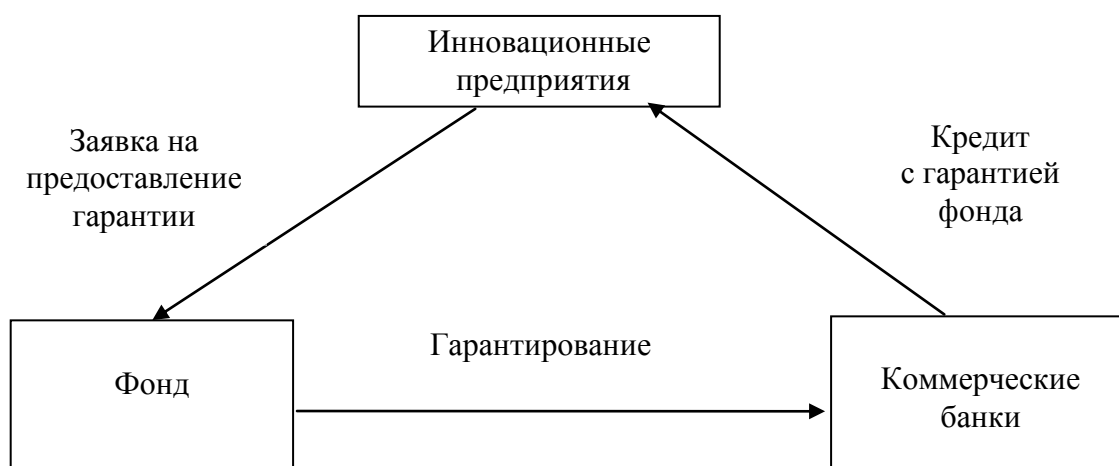 Инновационные
предприятия
Заявка на
предоставление
гарантии
Кредит
с гарантией
фонда
Фонд
Гарантирование
Коммерческие
банки